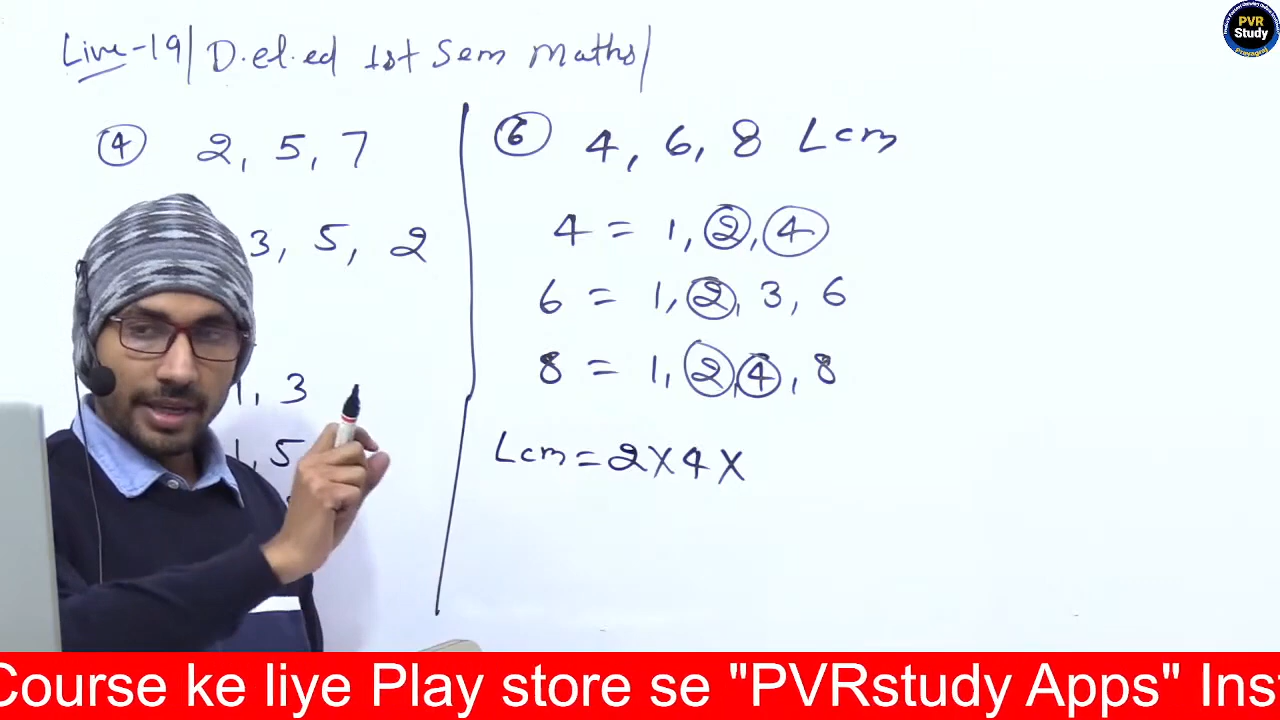 Live-19/ D.el.ed 1st Sem Maths/
PVR
Study
Prayagraj
④ 2, 5, 7
3, 5, 2
1, 3
1, 5
⑥ 4, 6, 8 Lcm
4 = 1, 2, 4
6 = 1, 2, 3, 6
8 = 1, 2, 4, 8
Lcm = 2X4X
Course ke liye Play store se "PVRstudy Apps" Inst